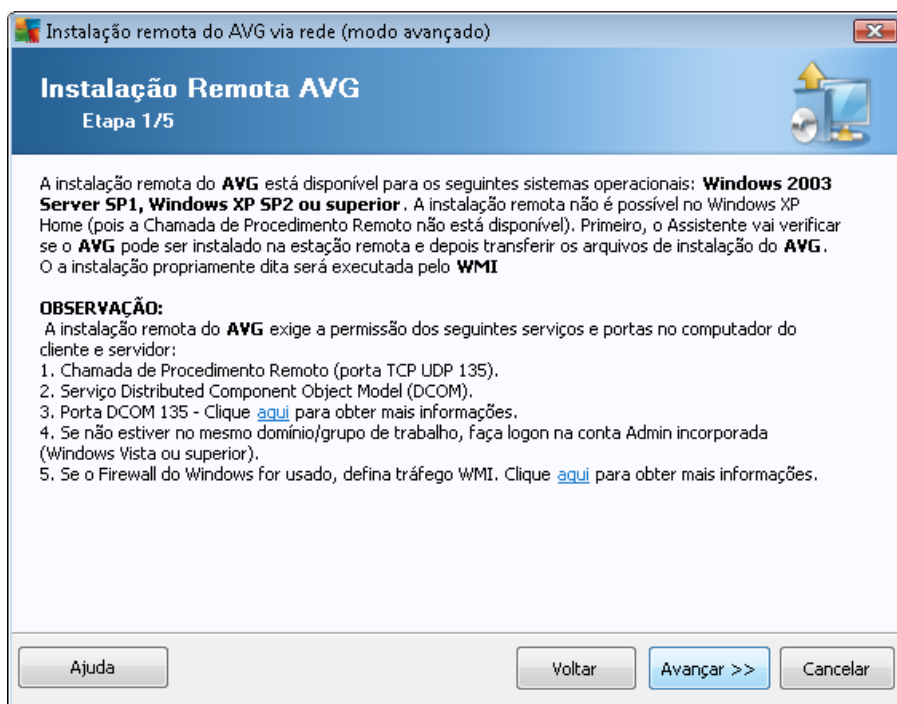 Instalação remota do AVG via rede (modo avançado)
Instalação Remota AVG
Etapa 1/5
A instalação remota do AVG está disponível para os seguintes sistemas operacionais: Windows 2003
Server SP1, Windows XP SP2 ou superior. A instalação remota não é possível no Windows XP
Home (pois a Chamada de Procedimento Remoto não está disponível). Primeiro, o Assistente vai verificar
se o AVG pode ser instalado na estação remota e depois transferir os arquivos de instalação do AVG.
O a instalação propriamente dita será executada pelo WMI
OBSERVAÇÃO:
A instalação remota do AVG exige a permissão dos seguintes serviços e portas no computador do
cliente e servidor:
1. Chamada de Procedimento Remoto (porta TCP UDP 135).
2. Serviço Distributed Component Object Model (DCOM).
3. Porta DCOM 135 - Clique aqui para obter mais informações.
4. Se não estiver no mesmo domínio/grupo de trabalho, faça logon na conta Admin incorporada
(Windows Vista ou superior).
5. Se o Firewall do Windows for usado, defina tráfego WMI. Clique aqui para obter mais informações.
Ajuda Voltar Avançar >> Cancelar